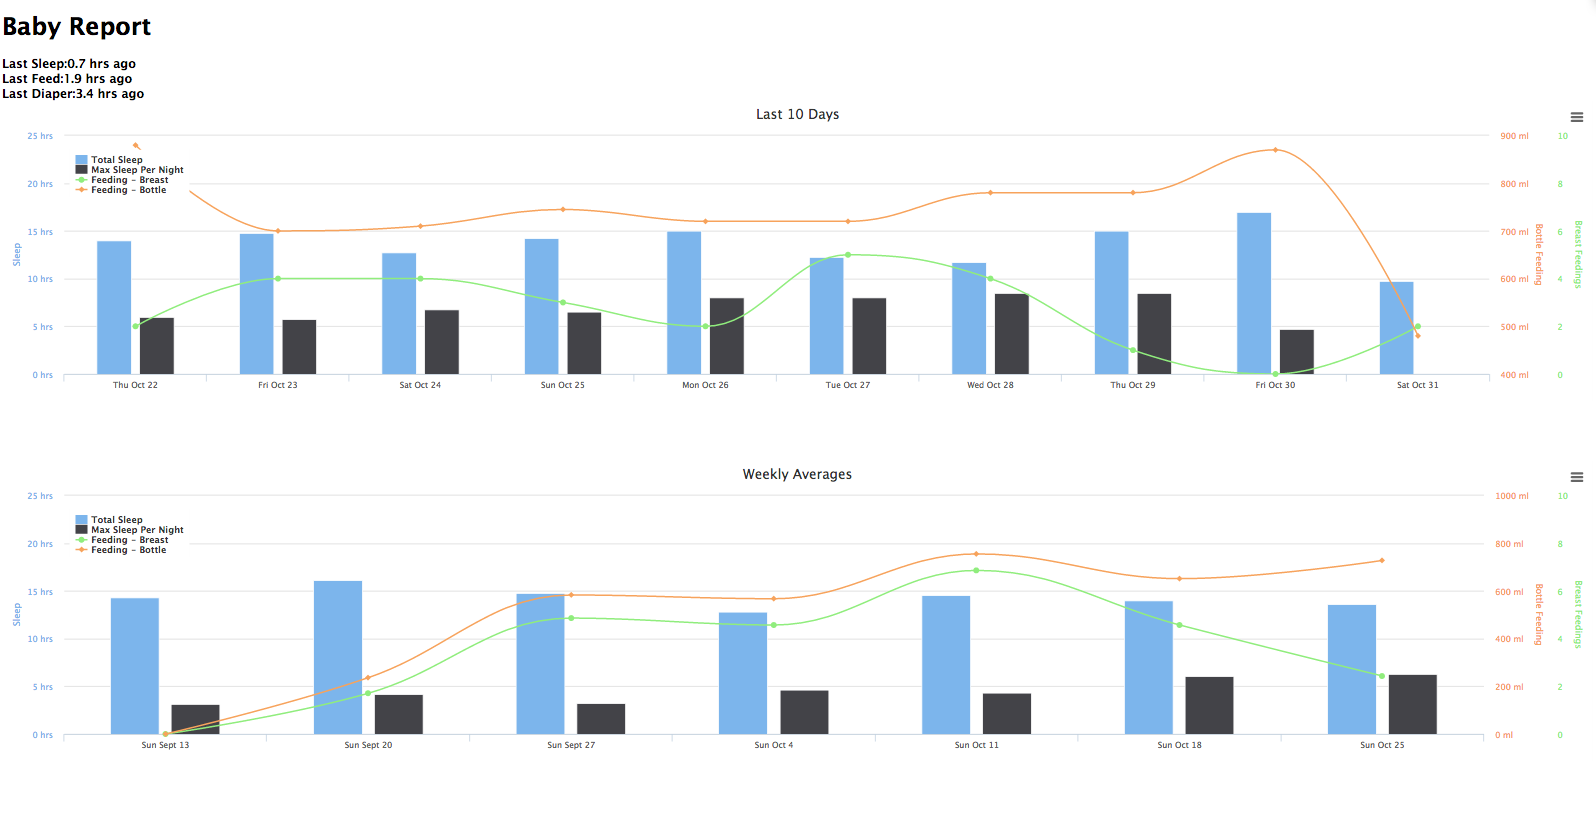 Baby Report
Last Sleep:0.7 hrs ago
Last Feed:1.9 hrs ago
Last Diaper:3.4 hrs ago
Last 10 Days
25 hrs
20 hrs
15 hrs
10 hrs
5 hrs
0 hrs
Sleep
Total Sleep
Max Sleep Per Night
Feeding - Breast
Feeding - Bottle
900 ml
800 ml
700 ml
600 ml
500 ml
400 ml
Bottle Feeding
10
8
6
4
2
0
Breast Feedings
Thu Oct 22
Fri Oct 23
Sat Oct 24
Sun Oct 25
Mon Oct 26
Tue Oct 27
Wed Oct 28
Thu Oct 29
Fri Oct 30
Sat Oct 31
Weekly Averages
25 hrs
20 hrs
15 hrs
10 hrs
5 hrs
0 hrs
Sleep
Total Sleep
Max Sleep Per Night
Feeding - Breast
Feeding - Bottle
1000 ml
800 ml
600 ml
400 ml
200 ml
0 ml
Bottle Feeding
10
8
6
4
2
0
Breast Feedings
Sun Sept 13
Sun Sept 20
Sun Sept 27
Sun Oct 4
Sun Oct 11
Sun Oct 18
Sun Oct 25